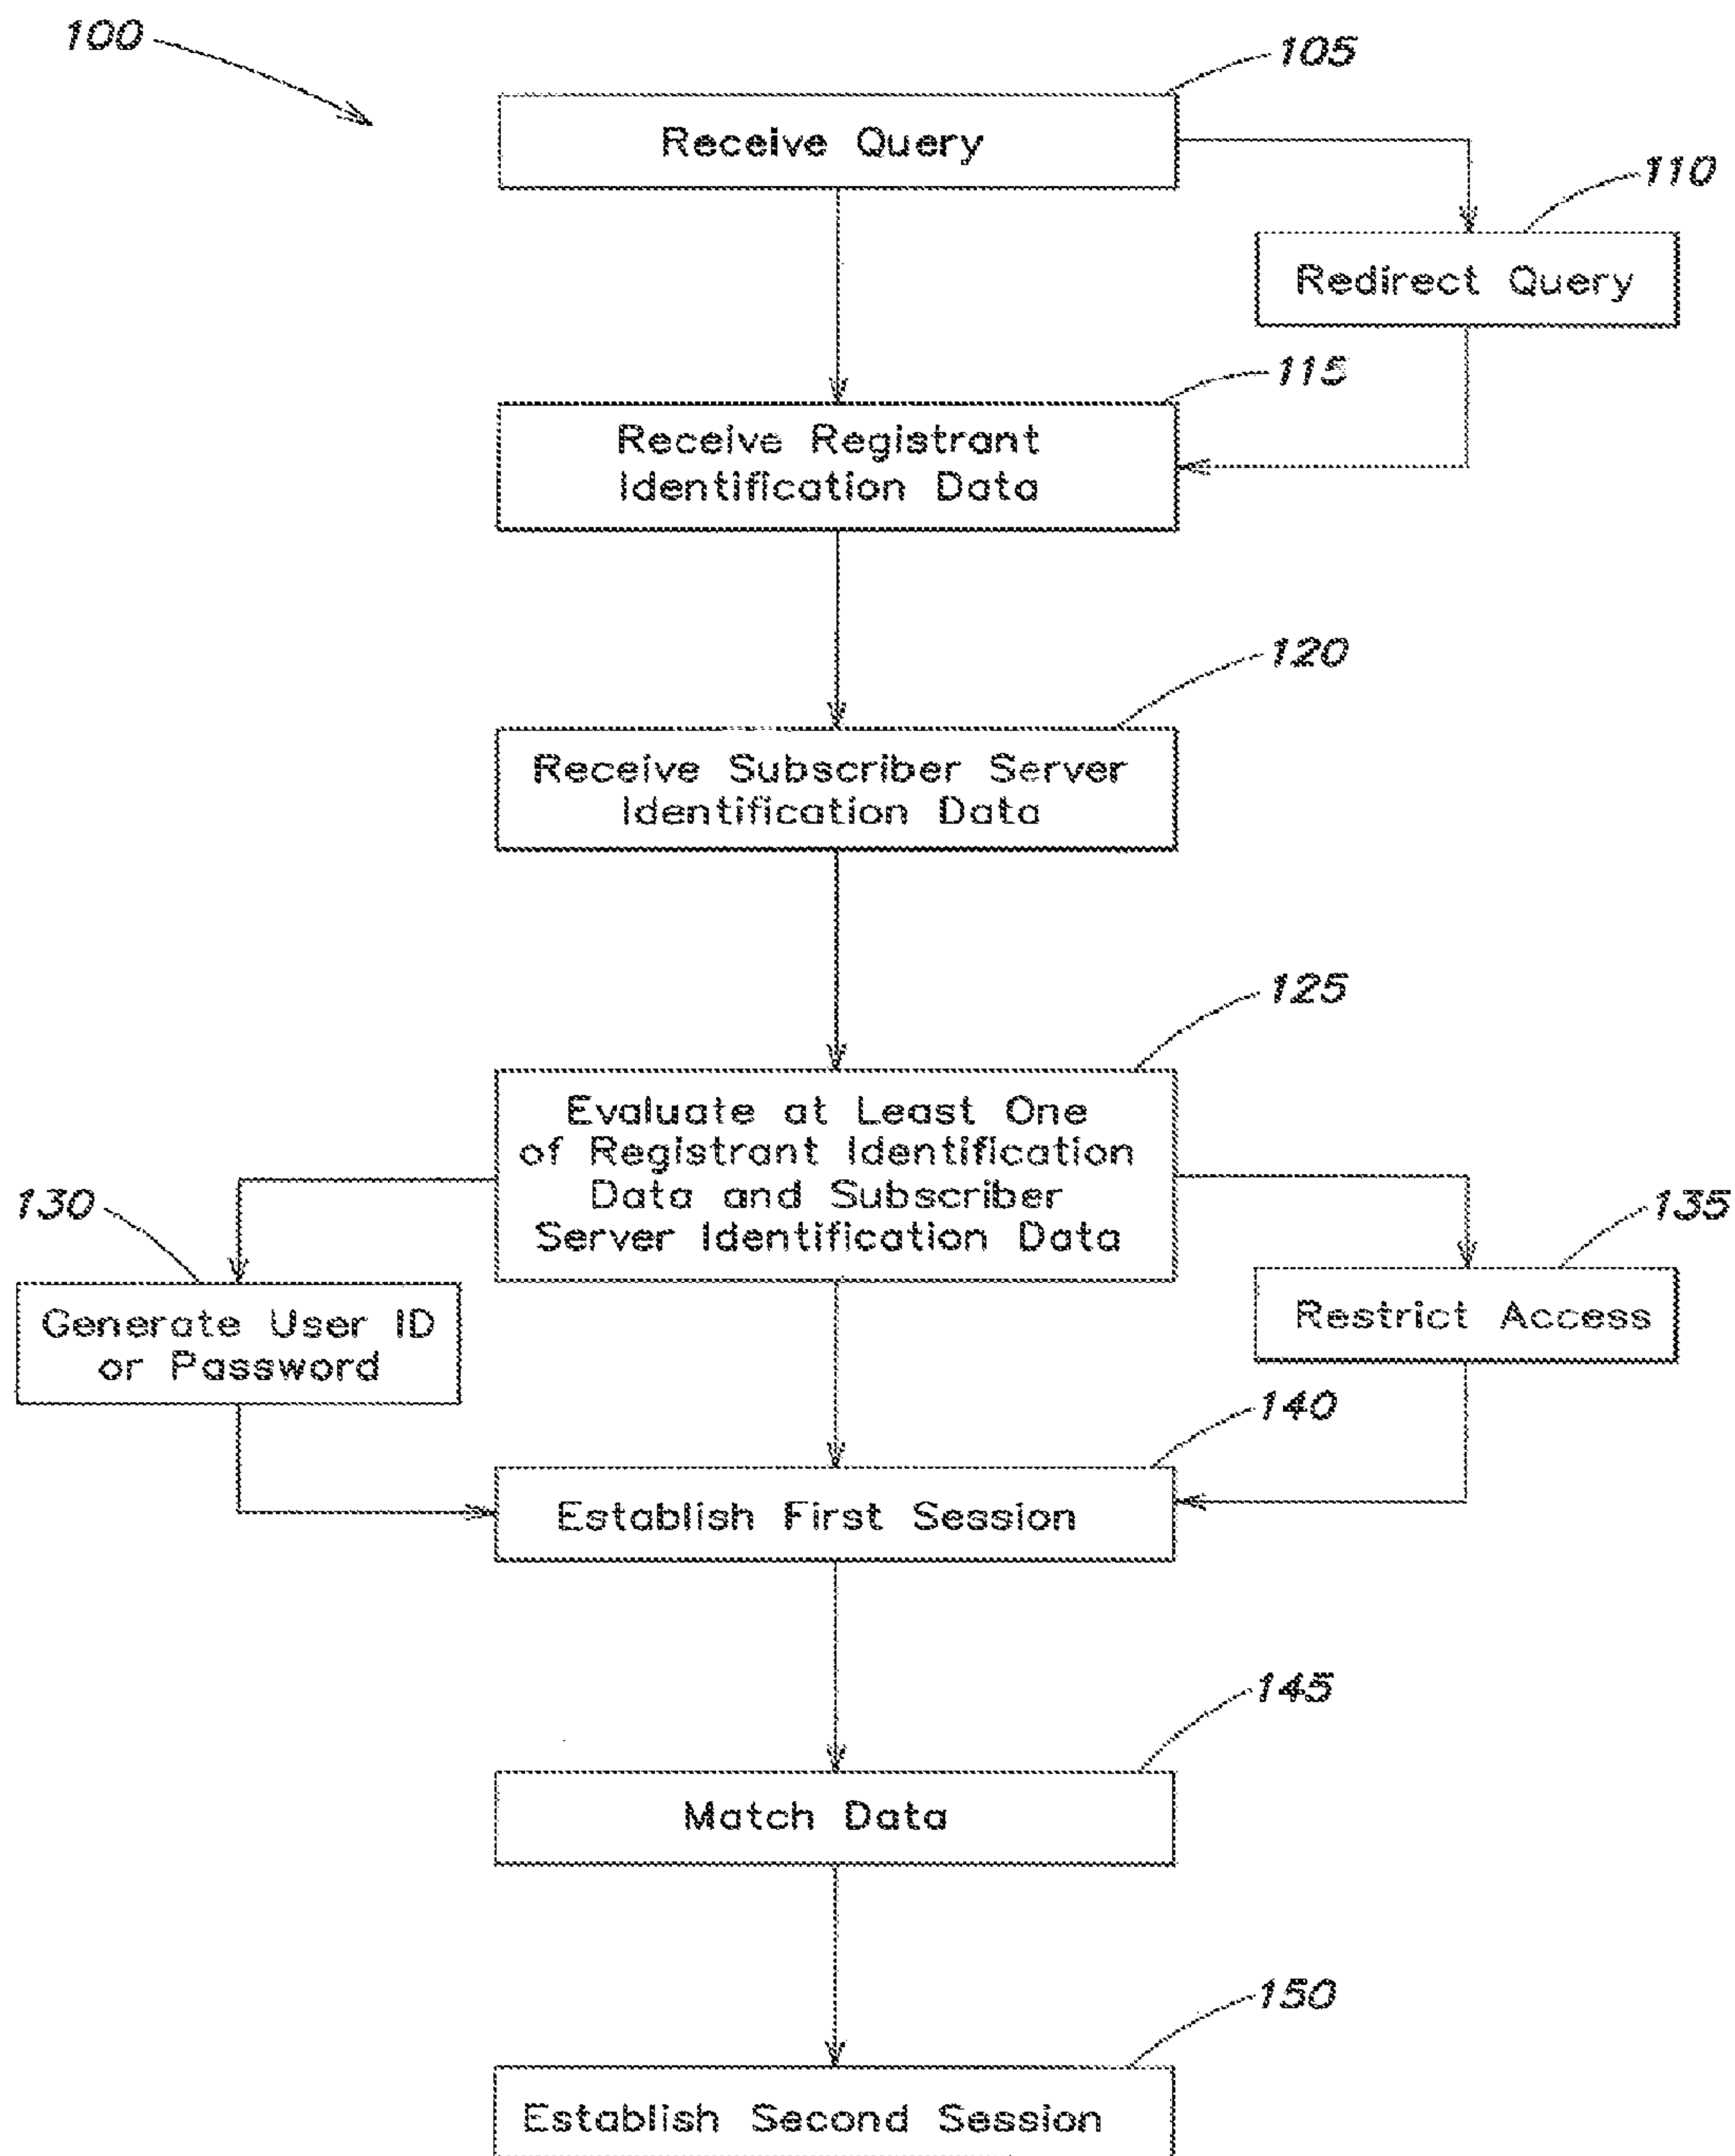 100
105
Receive Query
110
Redirect Query
115
Receive Registrant
Identification Data
120
Receive Subscriber Server
Identification Data
125
Evaluate at Least One
of Registrant Identification
Data and Subscriber
Server Identification Data
130
Generate User ID
or Password
135
Restrict Access
140
Establish First Session
145
Match Data
150
Establish Second Session